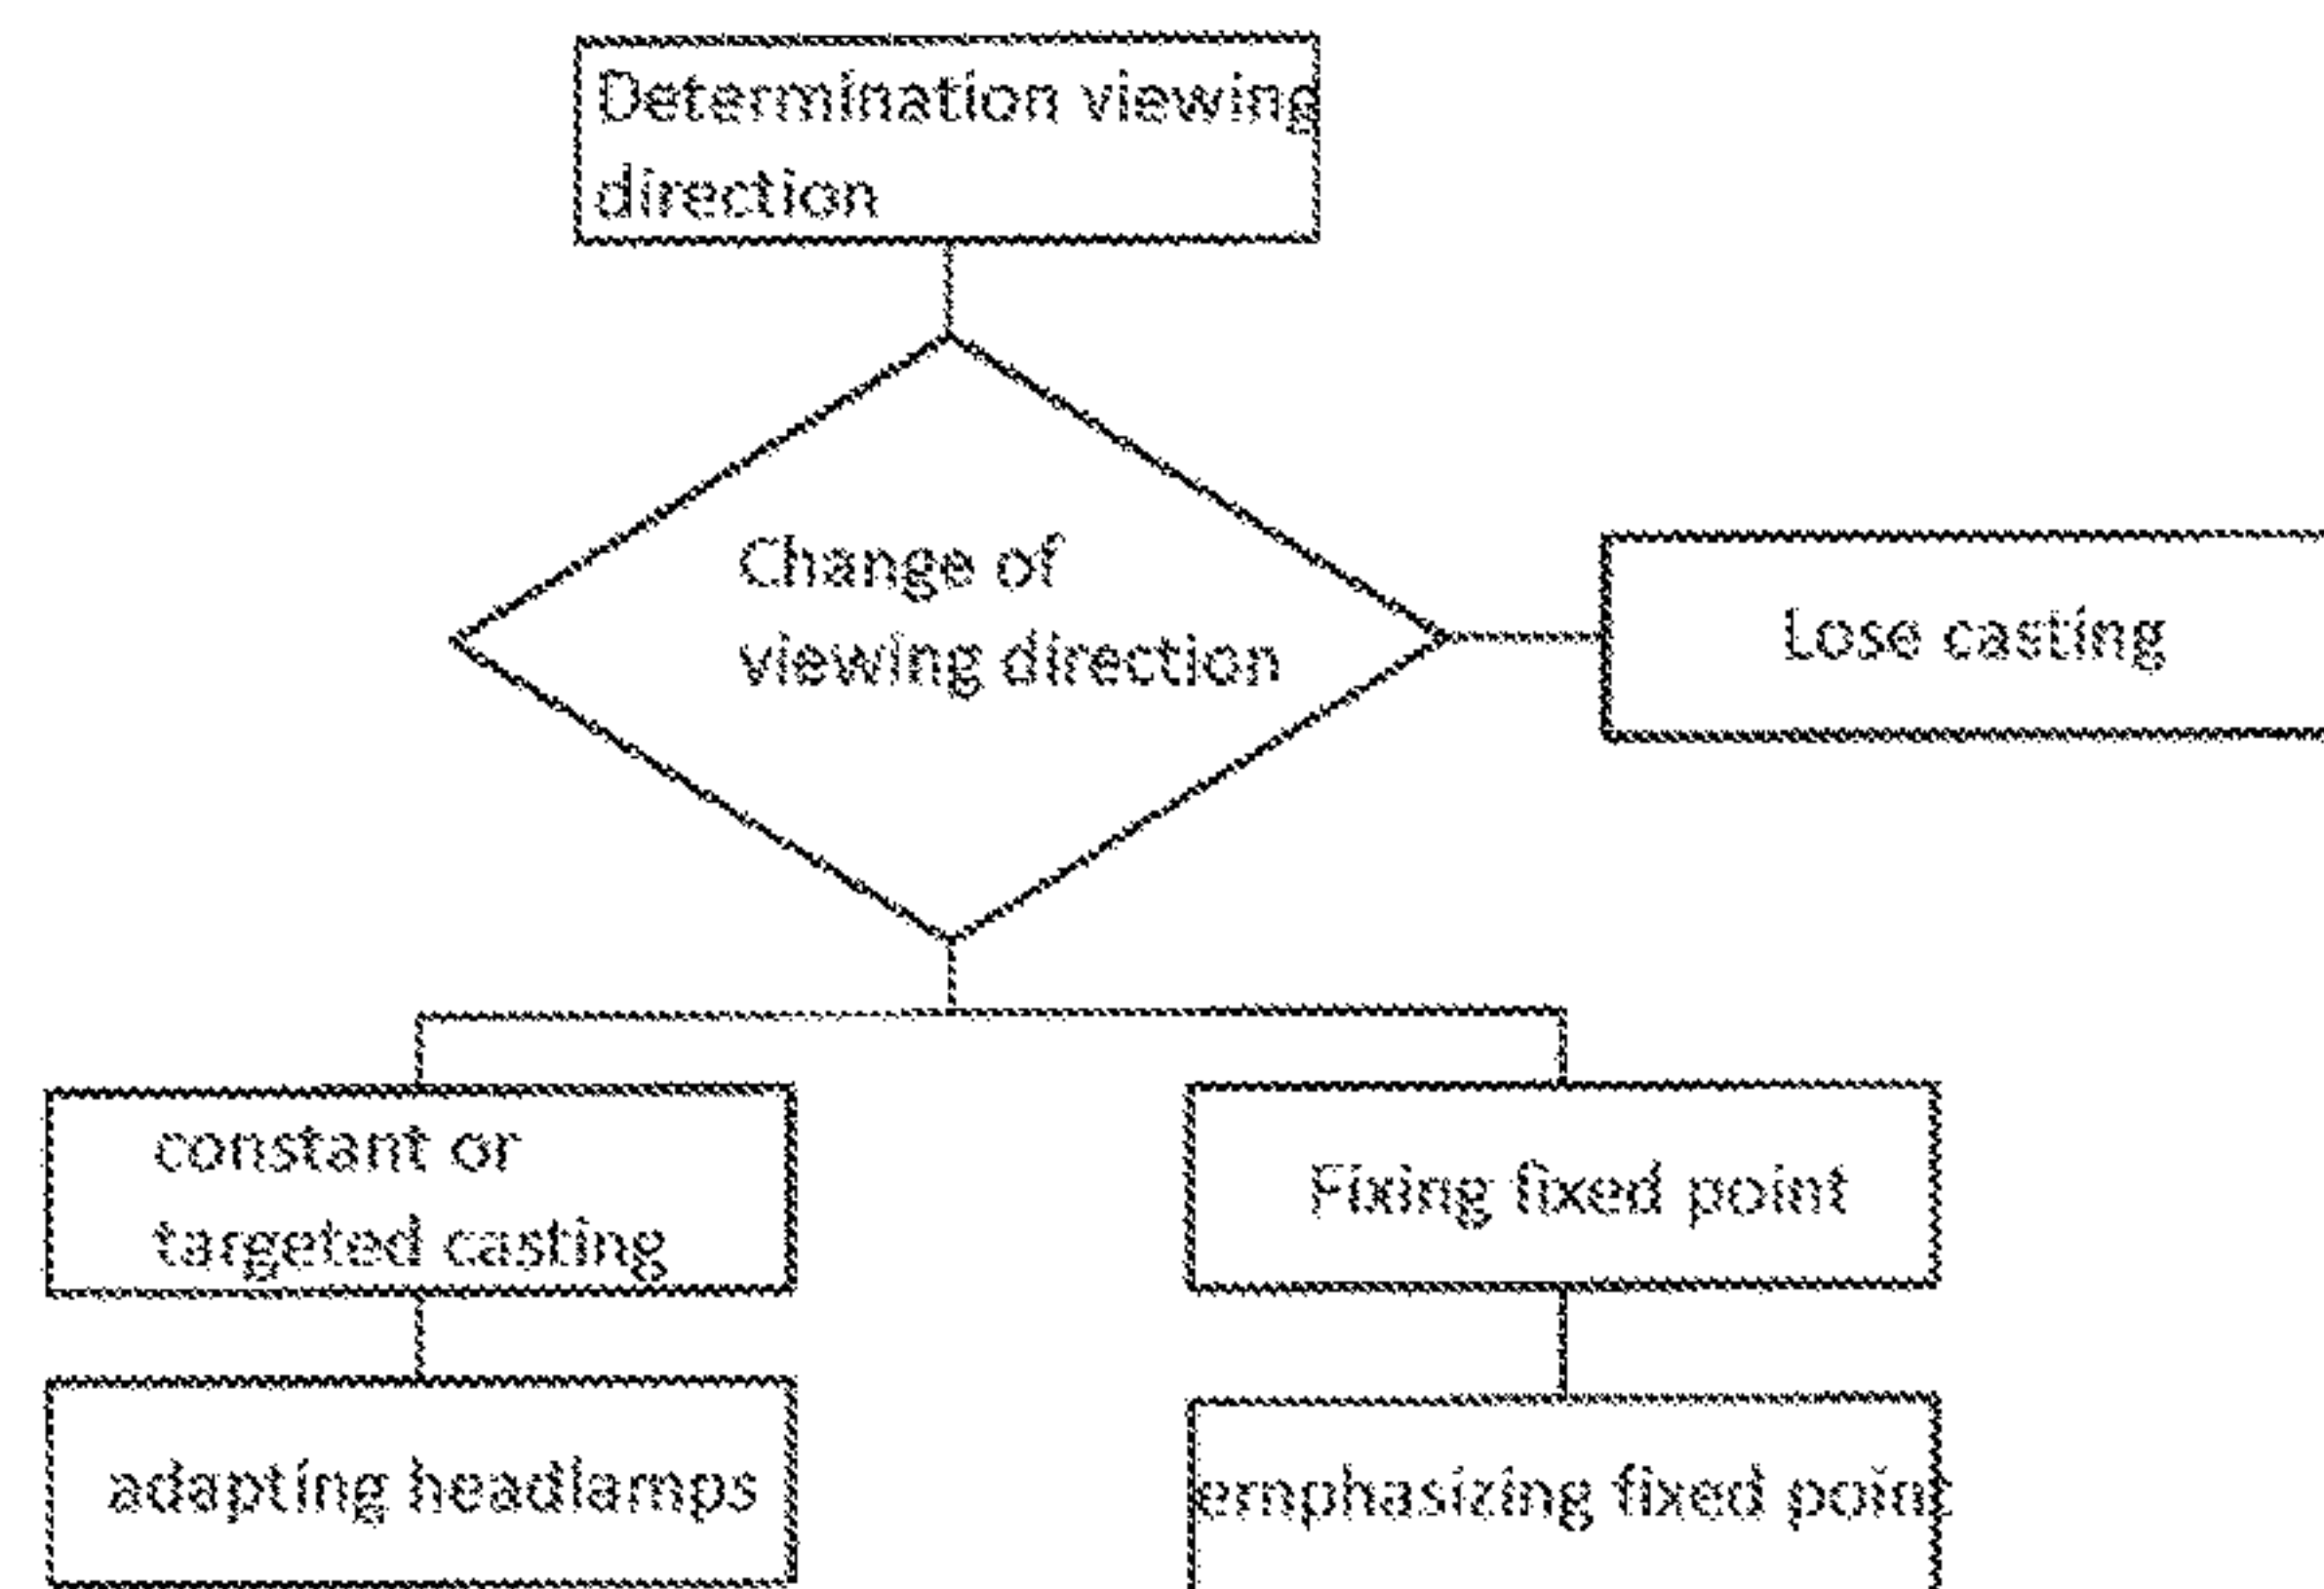 Determination viewing
direction
Change of
viewing direction
Lose casting
constant or
targeted casting
Fixing fixed point
adapting headlamps
emphasizing fixed point